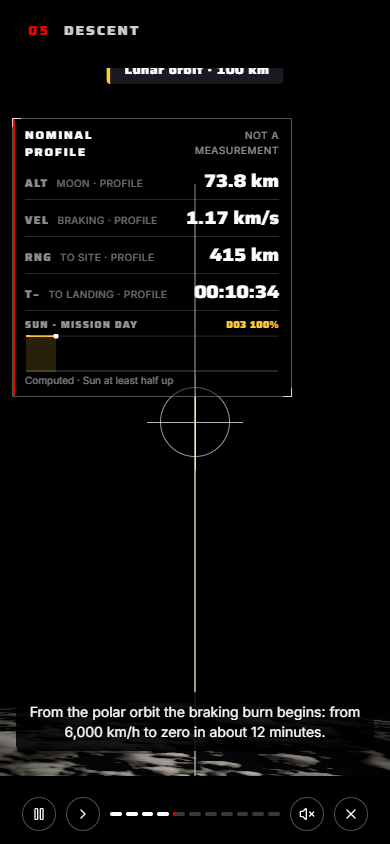 05 DESCENT
Lunar orbit · 100 km
NOMINAL PROFILE
NOT A MEASUREMENT
ALT MOON · PROFILE 73.8 km
VEL BRAKING · PROFILE 1.17 km/s
RNG TO SITE · PROFILE 415 km
T- TO LANDING · PROFILE 00:10:34
SUN · MISSION DAY D03 100%
Computed · Sun at least half up
From the polar orbit the braking burn begins: from
6,000 km/h to zero in about 12 minutes.